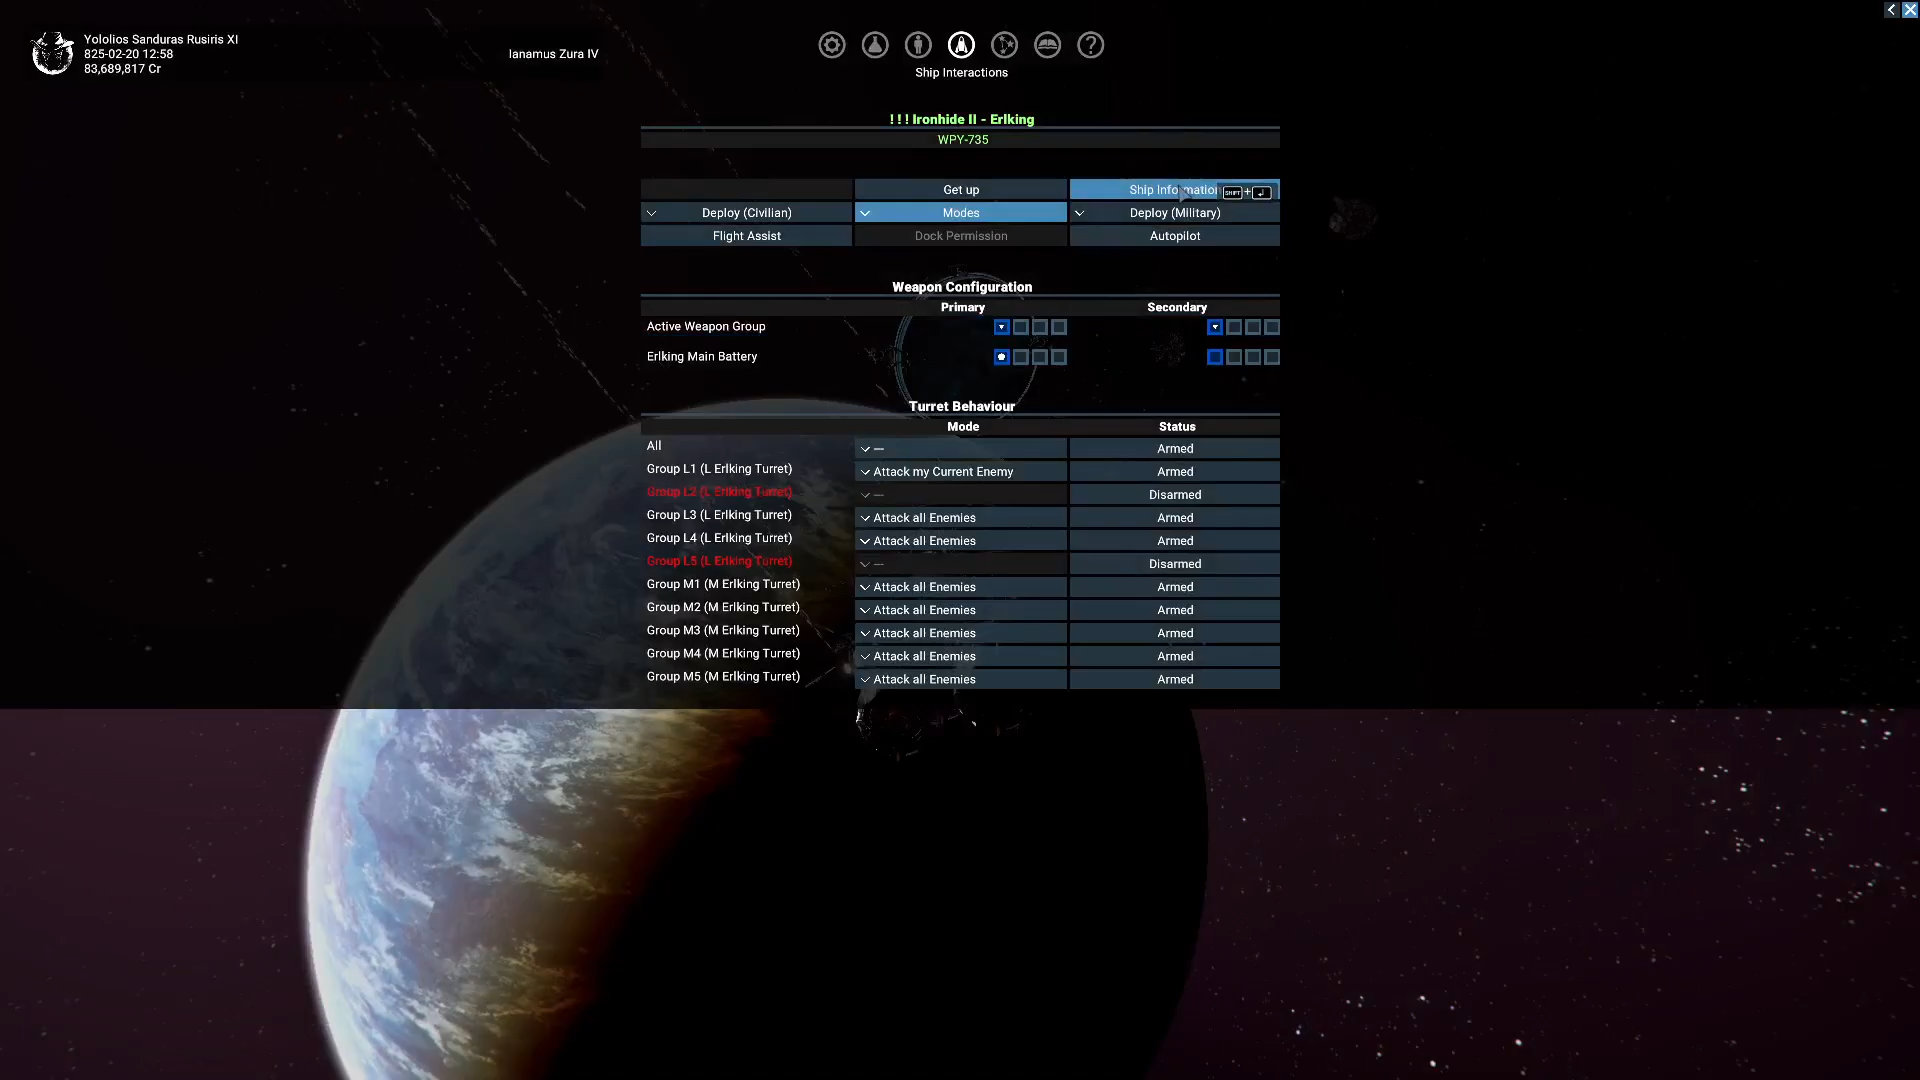 Yololios Sanduras Rusiris XI
825-02-20 12:58
83,689,817 Cr
Ianamus Zura IV
Ship Interactions
! ! ! Ironhide II - Erlking
WPY-735
Get up
Ship Information
SHIFT +
Deploy (Civilian)
Modes
Deploy (Military)
Flight Assist
Dock Permission
Autopilot
Weapon Configuration
Primary
Secondary
Active Weapon Group
Erlking Main Battery
Turret Behaviour
Mode
Status
All
---
Armed
Group L1 (L Erlking Turret)
Attack my Current Enemy
Armed
Group L2 (L Erlking Turret)
---
Disarmed
Group L3 (L Erlking Turret)
Attack all Enemies
Armed
Group L4 (L Erlking Turret)
Attack all Enemies
Armed
Group L5 (L Erlking Turret)
---
Disarmed
Group M1 (M Erlking Turret)
Attack all Enemies
Armed
Group M2 (M Erlking Turret)
Attack all Enemies
Armed
Group M3 (M Erlking Turret)
Attack all Enemies
Armed
Group M4 (M Erlking Turret)
Attack all Enemies
Armed
Group M5 (M Erlking Turret)
Attack all Enemies
Armed